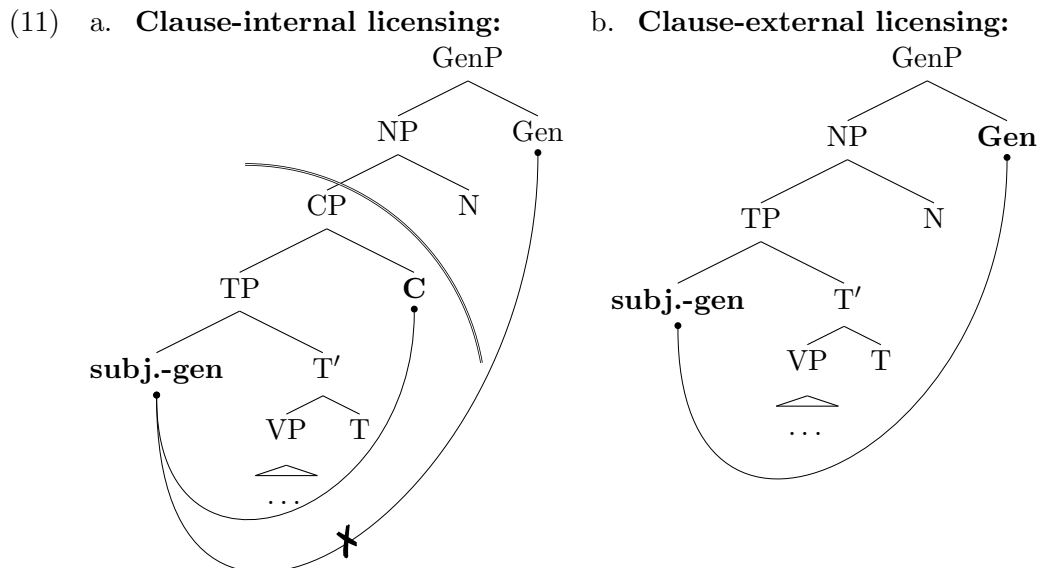 (11) a. Clause-internal licensing: b. Clause-external licensing:
GenP GenP
NP Gen NP Gen
CP N TP N
TP C subj.-gen T′
subj.-gen T′ VP T
VP T . . .
. . .